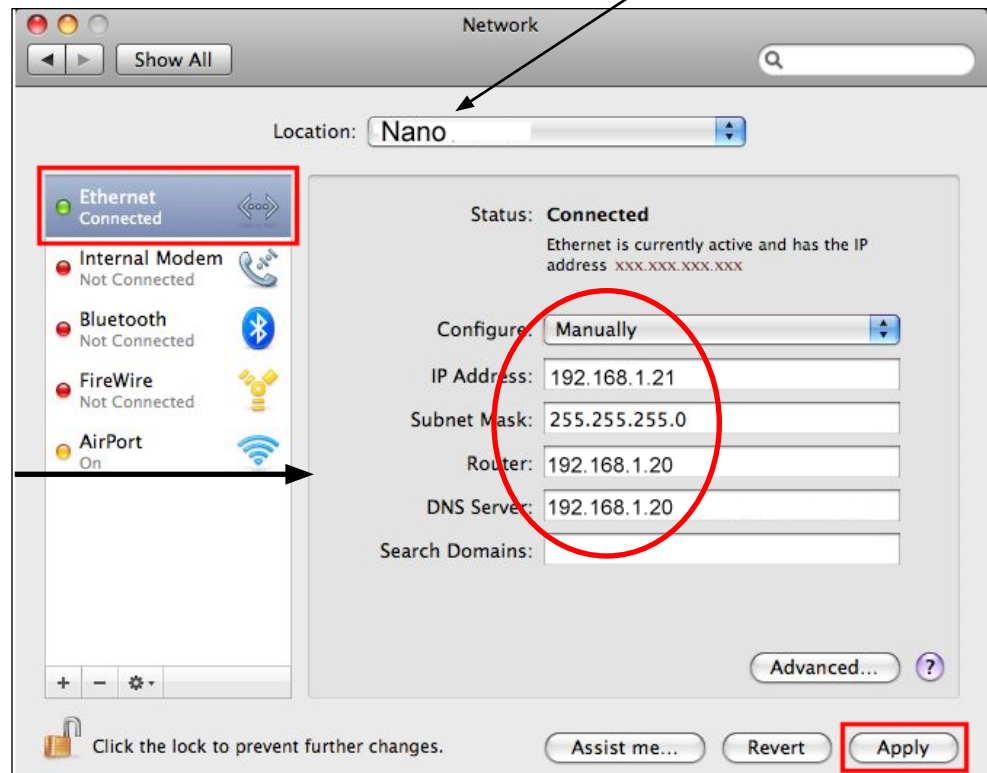 Network
Show All
Location: Nano
Ethernet
Connected
Internal Modem
Not Connected
Bluetooth
Not Connected
FireWire
Not Connected
AirPort
On
Status: Connected
Ethernet is currently active and has the IP
address xxx.xxx.xxx.xxx
Configure: Manually
IP Address: 192.168.1.21
Subnet Mask: 255.255.255.0
Router: 192.168.1.20
DNS Server: 192.168.1.20
Search Domains:
Advanced... ?
+ -
Click the lock to prevent further changes.
Assist me... Revert Apply